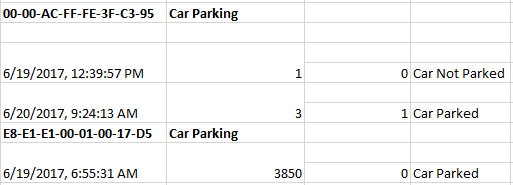 00-00-AC-FF-FE-3F-C3-95 Car Parking
6/19/2017, 12:39:57 PM 1 0 Car Not Parked
6/20/2017, 9:24:13 AM 3 1 Car Parked
E8-E1-E1-00-01-00-17-D5 Car Parking
6/19/2017, 6:55:31 AM 3850 0 Car Parked